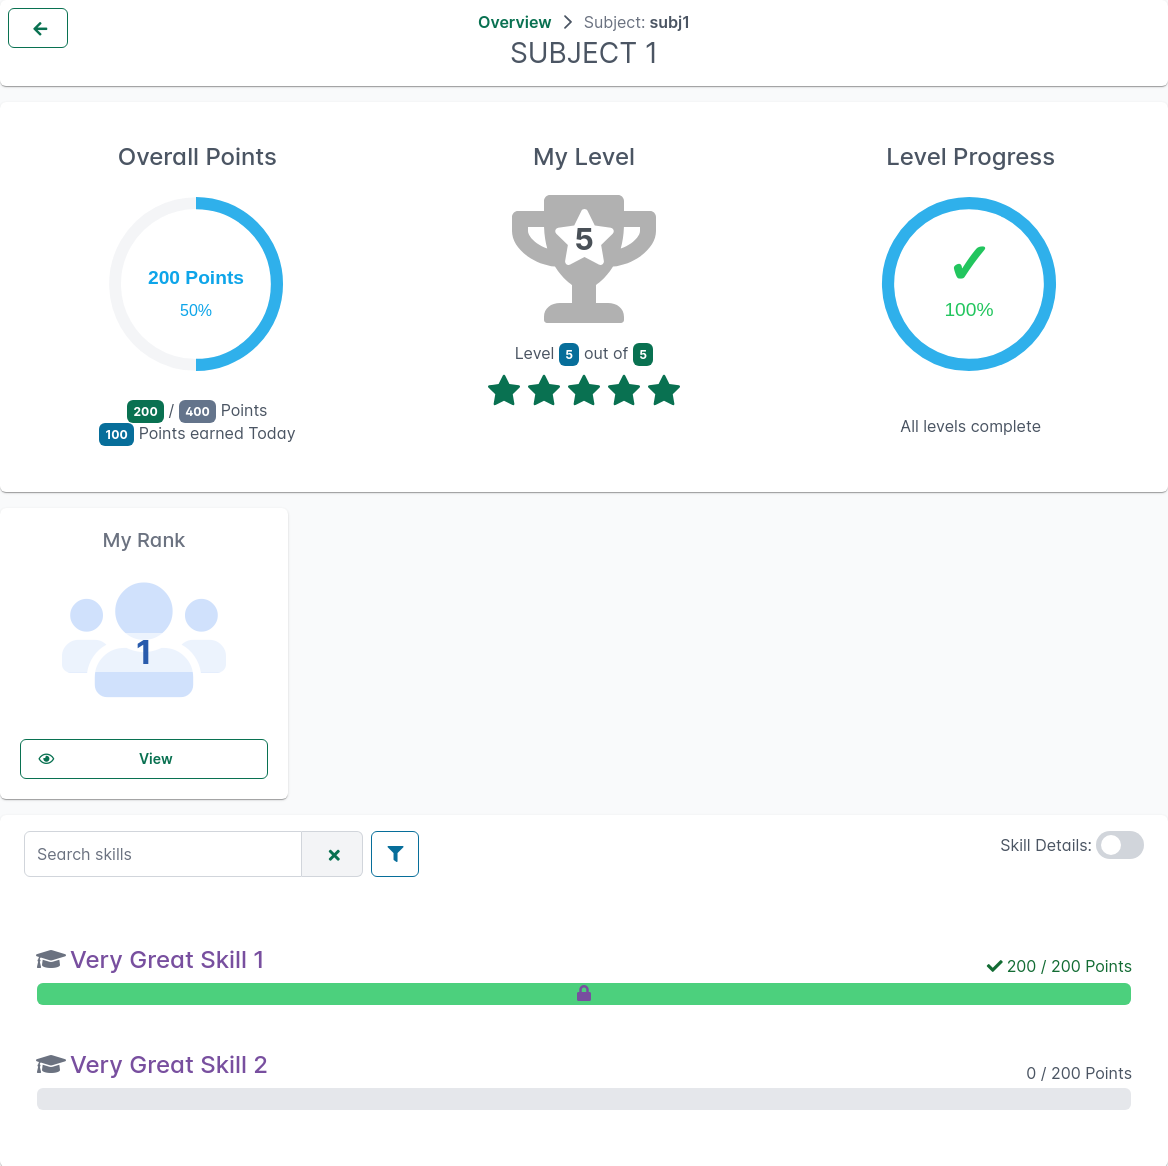 Overview > Subject: subj1
SUBJECT 1
Overall Points
My Level
Level Progress
200 Points
50%
5
✓
100%
Level 5 out of 5
200 / 400 Points
100 Points earned Today
All levels complete
My Rank
1
View
Search skills
Skill Details:
Very Great Skill 1
200 / 200 Points
Very Great Skill 2
0 / 200 Points